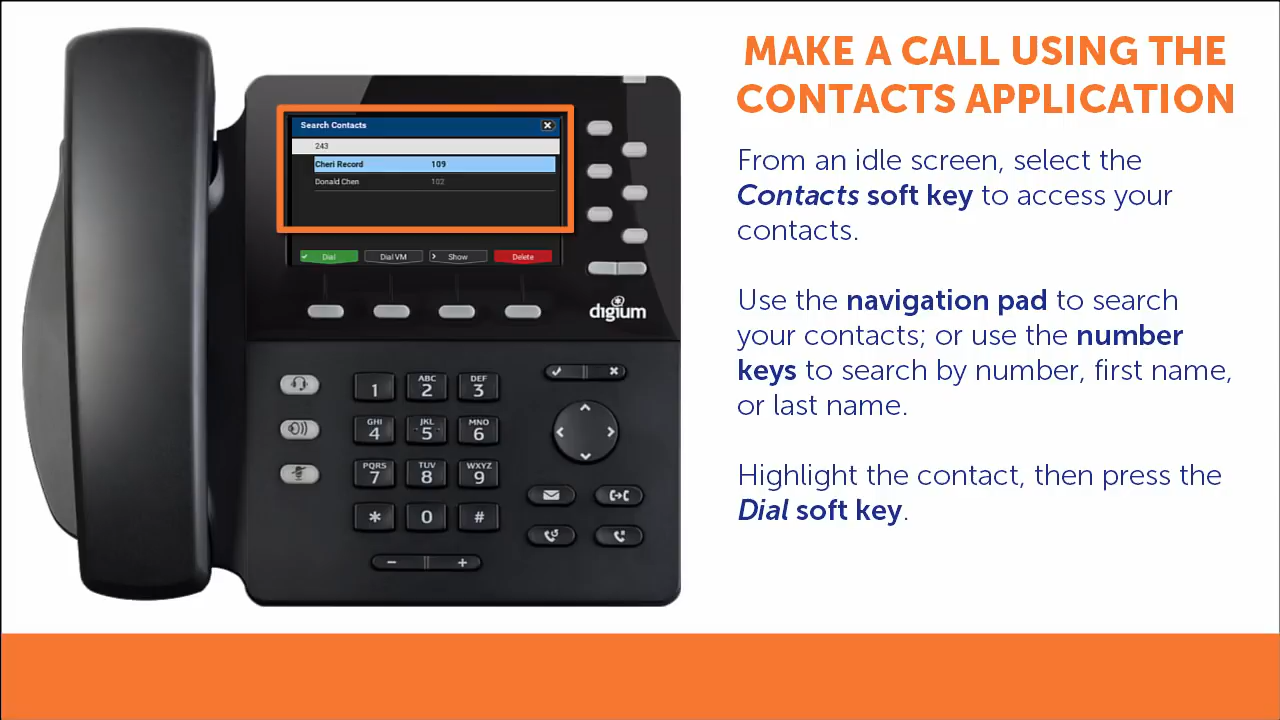 MAKE A CALL USING THE
CONTACTS APPLICATION
From an idle screen, select the
Contacts soft key to access your
contacts.
Use the navigation pad to search
your contacts; or use the number
keys to search by number, first name,
or last name.
Highlight the contact, then press the
Dial soft key.
Search Contacts
243
Cheri Record 109
Donald Chen 102
Dial Dial VM Show Delete
digium
1 ABC 2 DEF 3
GHI 4 JKL 5 MNO 6
PQRS 7 TUV 8 WXYZ 9
* 0 #
− +